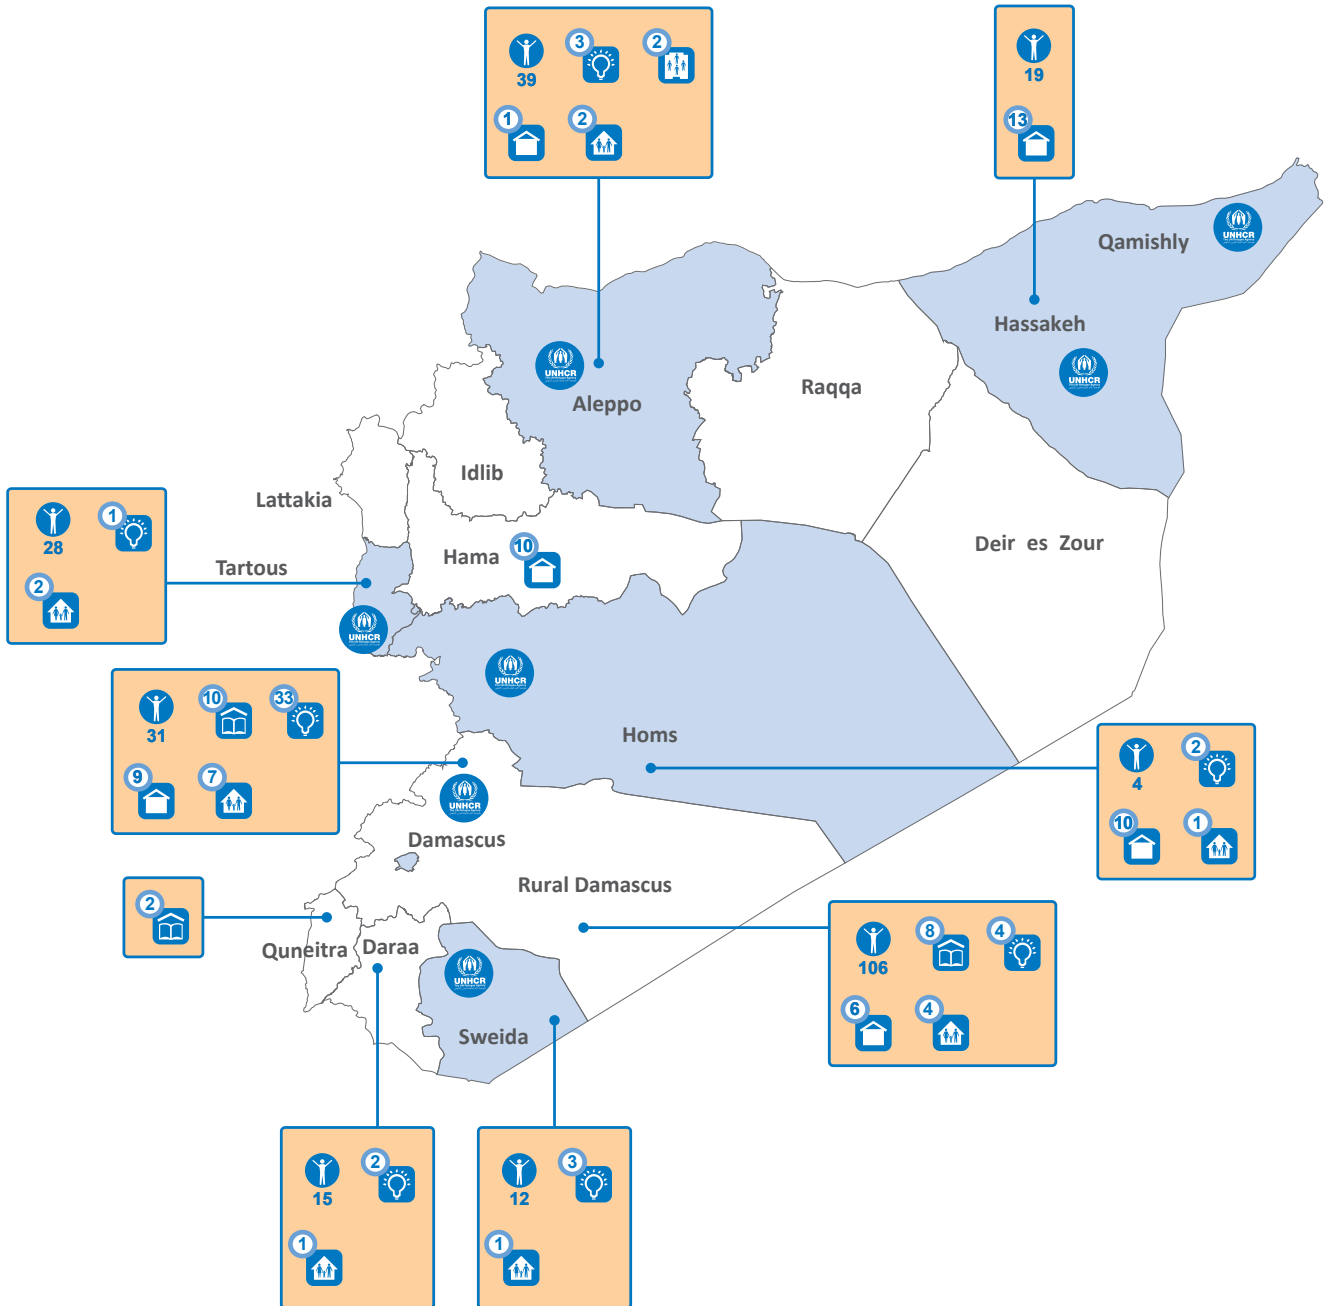 3
2
39
1
2
19
13
Qamishly
UNHCR
Hassakeh
UNHCR
UNHCR
Aleppo
Raqqa
Idlib
Lattakia
1
28
2
Tartous
Hama
10
Deir es Zour
UNHCR
UNHCR
10
33
31
9
7
Homs
2
4
10
1
UNHCR
Damascus
Rural Damascus
2
Quneitra
Daraa
UNHCR
Sweida
8
4
106
6
4
2
15
1
3
12
1